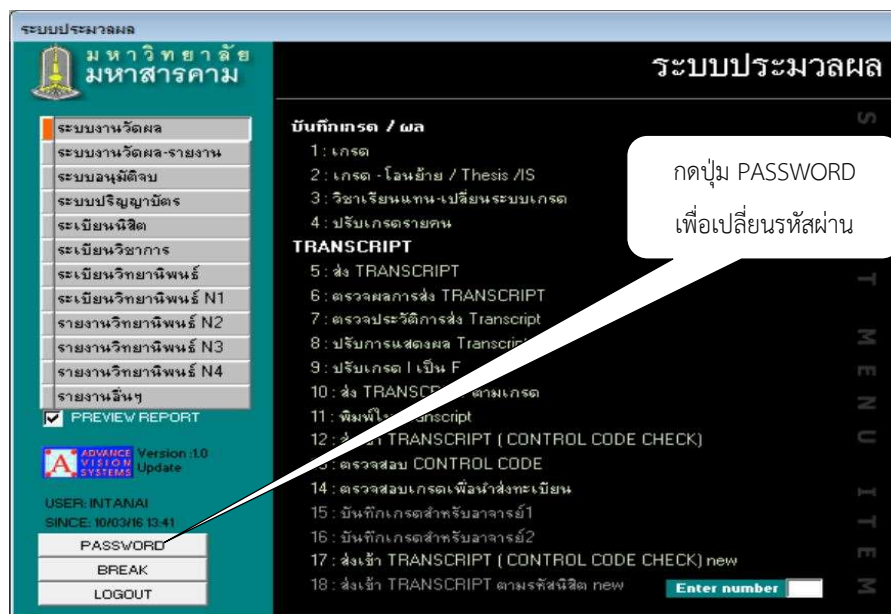 ระบบประมวลผล
มหาวิทยาลัย
มหาสารคาม
ระบบประมวลผล
ระบบงานวัดผล
ระบบงานวัดผล-รายงาน
ระบบอนุมัติจบ
ระบบปริญญาบัตร
ระเบียนนิสิต
ระเบียนวิชาการ
ระเบียนวิทยานิพนธ์
ระเบียนวิทยานิพนธ์ N1
รายงานวิทยานิพนธ์ N2
รายงานวิทยานิพนธ์ N3
รายงานวิทยานิพนธ์ N4
รายงานอื่นๆ
PREVIEW REPORT
A ADVANCE VISION SYSTEMS
Version :1.0
Update
USER: INTANAI
SINCE: 10/03/16 13:41
PASSWORD
BREAK
LOGOUT
บันทึกเกรด / ผล
1 : เกรด
2 : เกรด - โอนย้าย / Thesis /IS
3 : วิชาเรียนแทน-เปลี่ยนระบบเกรด
4 : ปรับเกรดรายคน
TRANSCRIPT
5 : ส่ง TRANSCRIPT
6 : ตรวจผลการส่ง TRANSCRIPT
7 : ตรวจประวัติการส่ง Transcript
8 : ปรับการแสดงผล Transcript
9 : ปรับเกรด I เป็น F
10 : ส่ง TRANSC ตามเกรด
11 : พิมพ์ใบ nscript
12 : TRANSCRIPT ( CONTROL CODE CHECK)
13 : ตรวจสอบ CONTROL CODE
14 : ตรวจสอบเกรดเพื่อนำส่งทะเบียน
15 : บันทึกเกรดสำหรับอาจารย์1
16 : บันทึกเกรดสำหรับอาจารย์2
17 : ส่งเข้า TRANSCRIPT ( CONTROL CODE CHECK) new
18 : ส่งเข้า TRANSCRIPT ตามรหัสนิสิต new
Enter number
กดปุ่ม PASSWORD
เพื่อเปลี่ยนรหัสผ่าน
S
T MENU ITEM